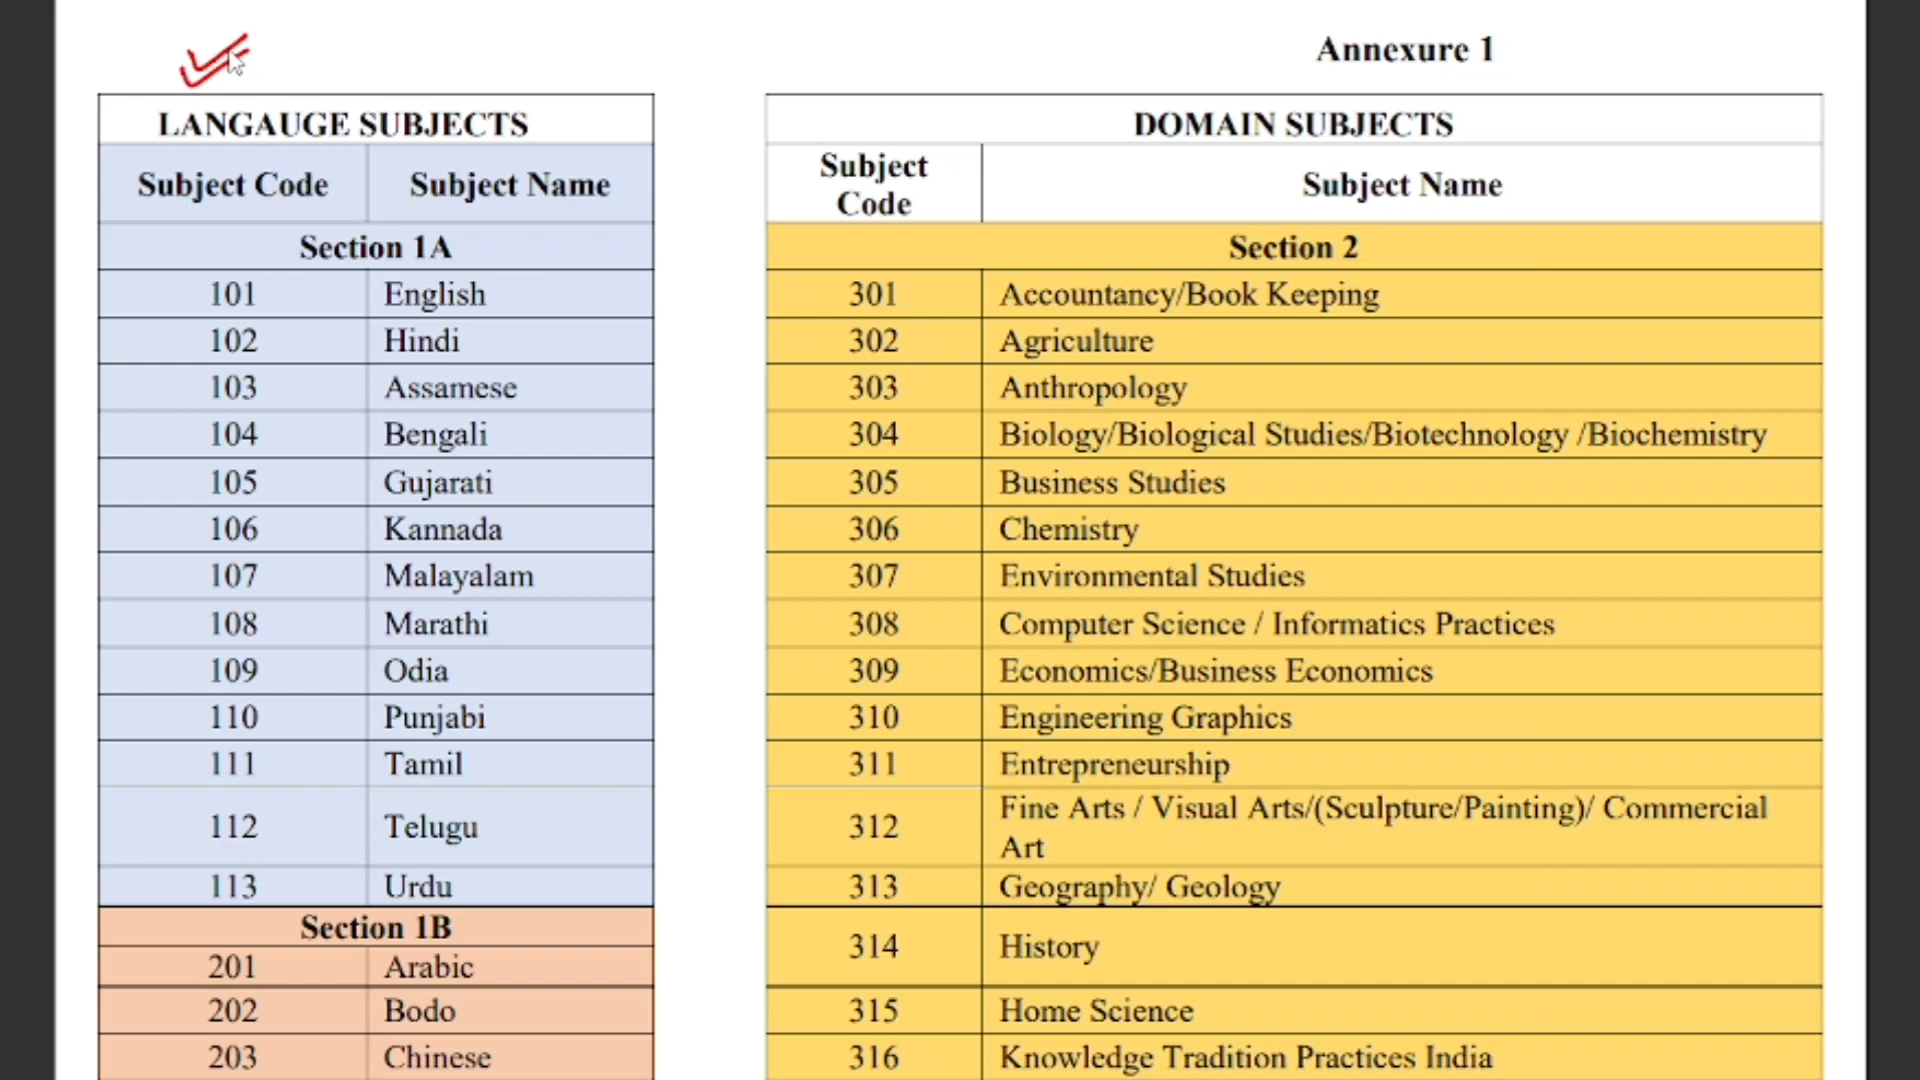 Annexure 1
LANGAUGE SUBJECTS
Subject Code Subject Name
Section 1A
101 English
102 Hindi
103 Assamese
104 Bengali
105 Gujarati
106 Kannada
107 Malayalam
108 Marathi
109 Odia
110 Punjabi
111 Tamil
112 Telugu
113 Urdu
Section 1B
201 Arabic
202 Bodo
203 Chinese
DOMAIN SUBJECTS
Subject
Code
Subject Name
Section 2
301 Accountancy/Book Keeping
302 Agriculture
303 Anthropology
304 Biology/Biological Studies/Biotechnology /Biochemistry
305 Business Studies
306 Chemistry
307 Environmental Studies
308 Computer Science / Informatics Practices
309 Economics/Business Economics
310 Engineering Graphics
311 Entrepreneurship
312 Fine Arts / Visual Arts/(Sculpture/Painting)/ Commercial
Art
313 Geography/ Geology
314 History
315 Home Science
316 Knowledge Tradition Practices India